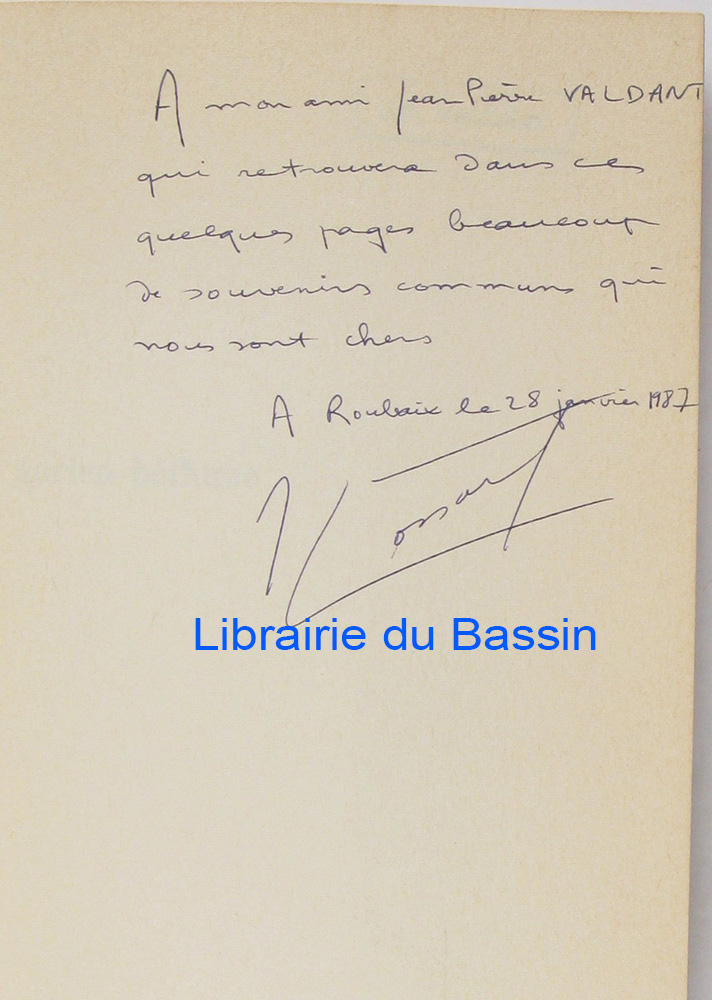 A mon ami Jean Pierre VALDANT
qui retrouvera dans ces
quelques pages beaucoup
de souvenirs communs qui
nous sont chers
A Roubaix le 28 janvier 1987
Librairie du Bassin